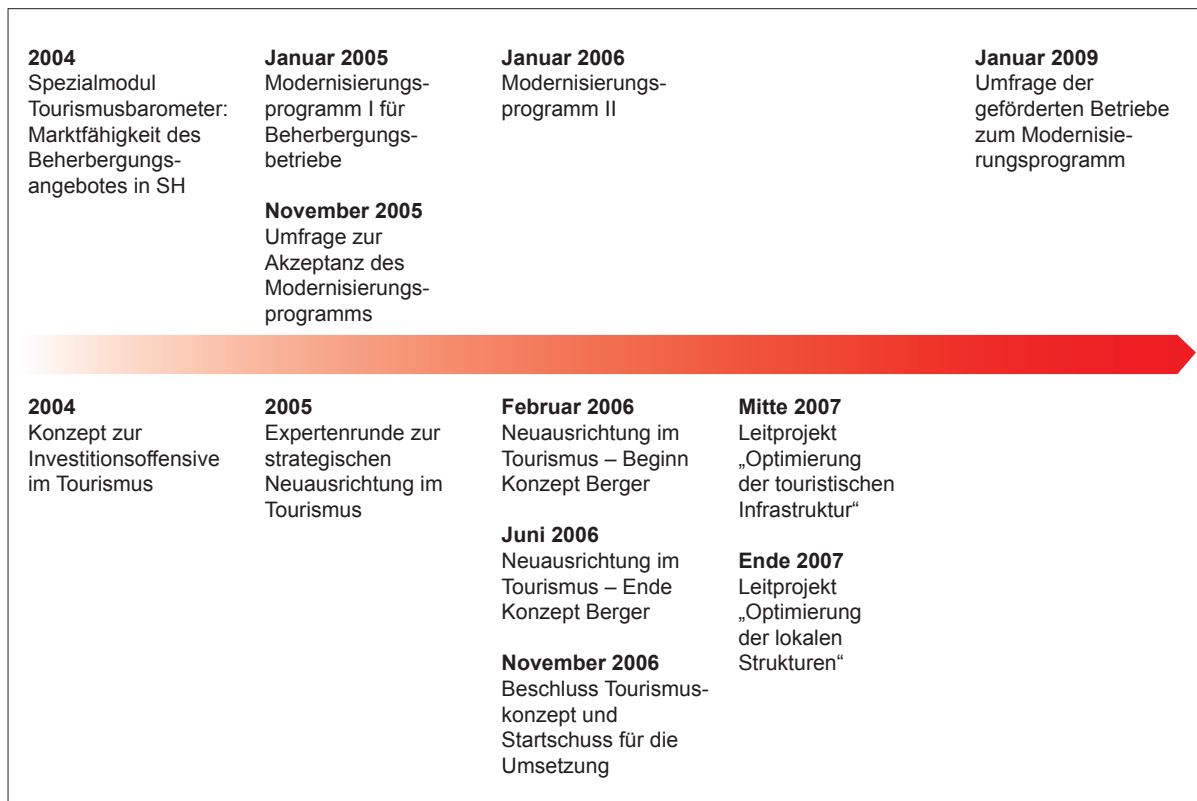 2004
Spezialmodul
Tourismusbarometer:
Marktfähigkeit des
Beherbergungs-
angebotes in SH
Januar 2005
Modernisierungs-
programm I für
Beherbergungs-
betriebe
November 2005
Umfrage zur
Akzeptanz des
Modernisierungs-
programms
Januar 2006
Modernisierungs-
programm II
Januar 2009
Umfrage der
geförderten Betriebe
zum Modernisie-
rungsprogramm
2004
Konzept zur
Investitionsoffensive
im Tourismus
2005
Expertenrunde zur
strategischen
Neuausrichtung im
Tourismus
Februar 2006
Neuausrichtung im
Tourismus – Beginn
Konzept Berger
Juni 2006
Neuausrichtung im
Tourismus – Ende
Konzept Berger
November 2006
Beschluss Tourismus-
konzept und
Startschuss für die
Umsetzung
Mitte 2007
Leitprojekt
„Optimierung
der touristischen
Infrastruktur“
Ende 2007
Leitprojekt
„Optimierung
der lokalen
Strukturen“